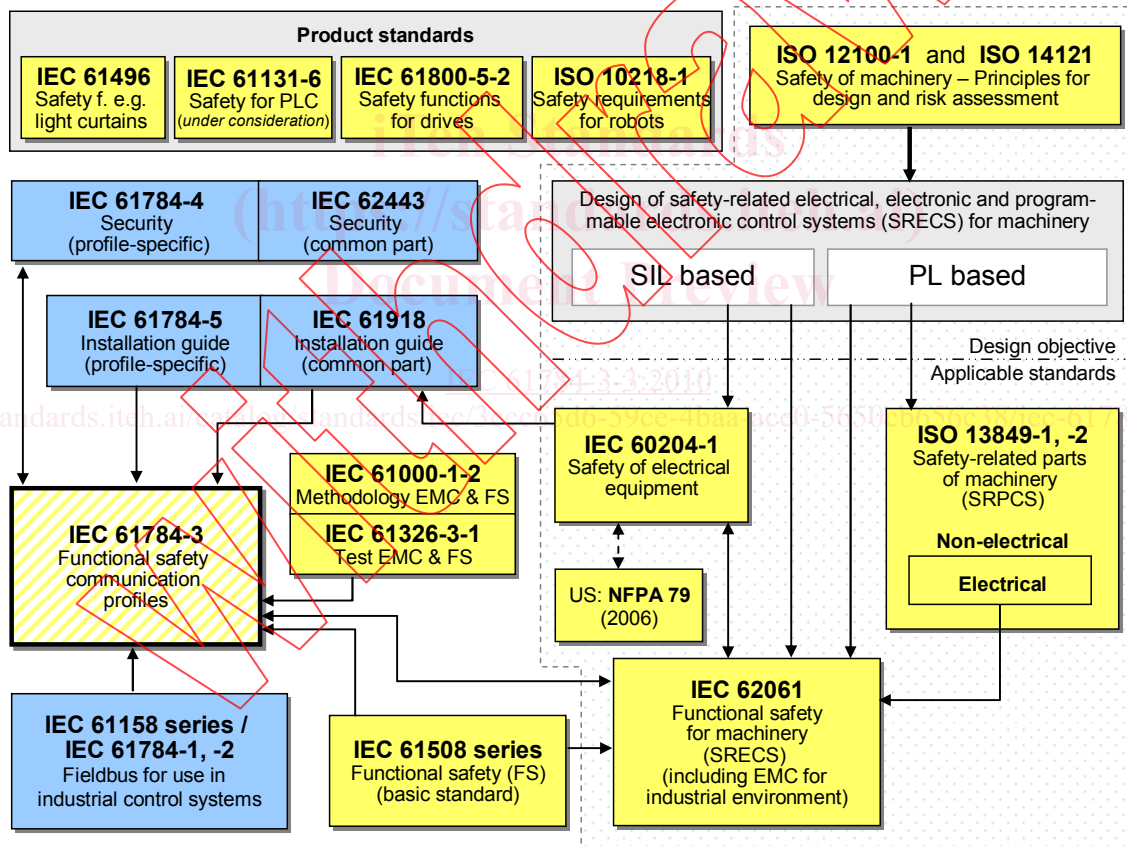 Product standards
IEC 61496
Safety f. e.g.
light curtains
IEC 61131-6
Safety for PLC
(under consideration)
IEC 61800-5-2
Safety functions
for drives
ISO 10218-1
Safety requirements
for robots
ISO 12100-1 and ISO 14121
Safety of machinery – Principles for
design and risk assessment
iTeh Standards
(https://standards.iteh.ai)
Document Preview
IEC 61784-4
Security
(profile-specific)
IEC 62443
Security
(common part)
Design of safety-related electrical, electronic and program-
mable electronic control systems (SRECS) for machinery
SIL based
PL based
IEC 61784-5
Installation guide
(profile-specific)
IEC 61918
Installation guide
(common part)
Design objective
Applicable standards
IEC 60204-1
Safety of electrical
equipment
ISO 13849-1, -2
Safety-related parts
of machinery
(SRPCS)
Non-electrical
Electrical
IEC 61000-1-2
Methodology EMC & FS
IEC 61326-3-1
Test EMC & FS
IEC 61784-3
Functional safety
communication
profiles
US: NFPA 79
(2006)
IEC 62061
Functional safety
for machinery
(SRECS)
(including EMC for
industrial environment)
IEC 61158 series /
IEC 61784-1, -2
Fieldbus for use in
industrial control systems
IEC 61508 series
Functional safety (FS)
(basic standard)